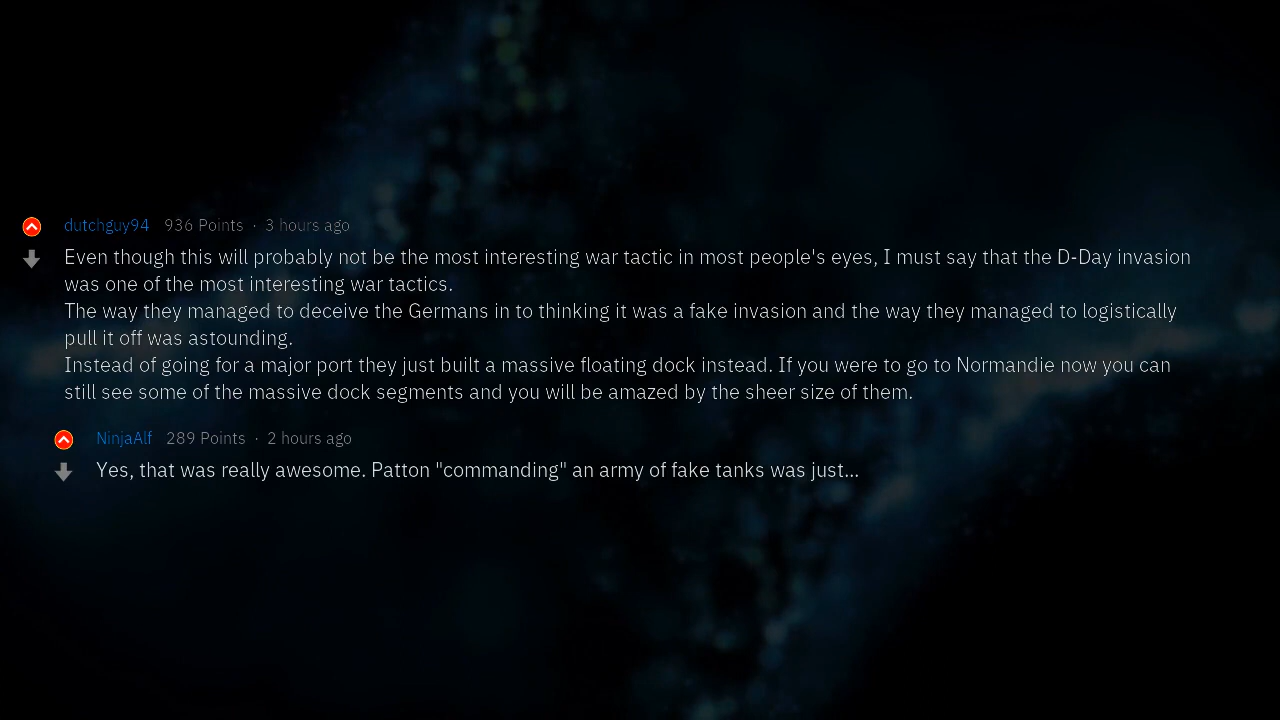 dutchguy94 936 Points · 3 hours ago
Even though this will probably not be the most interesting war tactic in most people's eyes, I must say that the D-Day invasion
was one of the most interesting war tactics.
The way they managed to deceive the Germans in to thinking it was a fake invasion and the way they managed to logistically
pull it off was astounding.
Instead of going for a major port they just built a massive floating dock instead. If you were to go to Normandie now you can
still see some of the massive dock segments and you will be amazed by the sheer size of them.
NinjaAlf 289 Points · 2 hours ago
Yes, that was really awesome. Patton "commanding" an army of fake tanks was just...